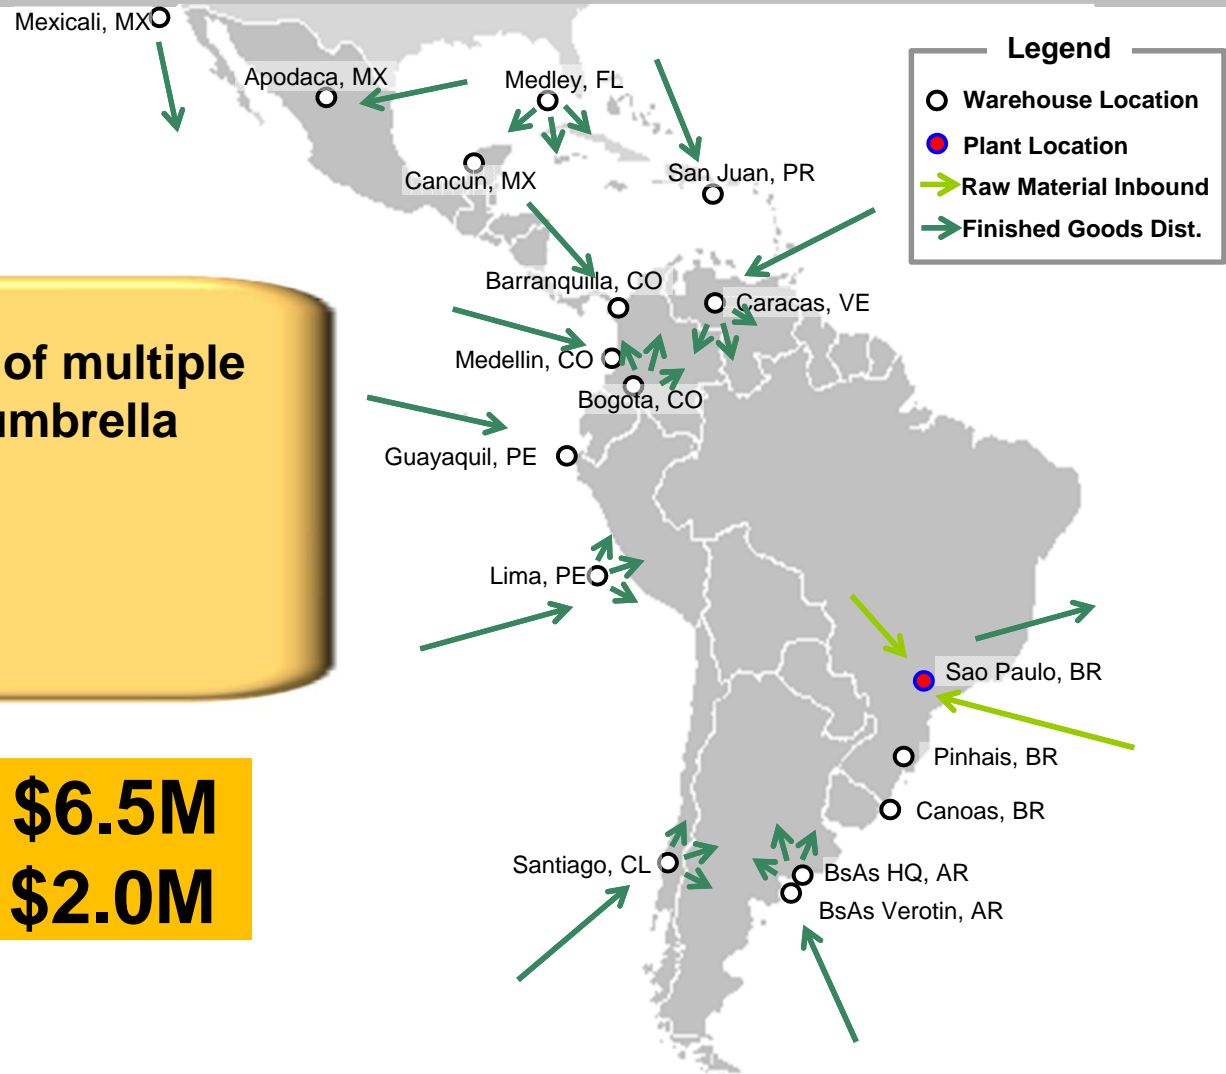 Mexicali, MX
Apodaca, MX
Medley, FL
Cancun, MX
San Juan, PR
Legend
Warehouse Location
Plant Location
Raw Material Inbound
Finished Goods Dist.
Barranquilla, CO
Caracas, VE
Medellin, CO
Bogota, CO
Guayaquil, PE
Lima, PE
Sao Paulo, BR
Pinhais, BR
Canoas, BR
Santiago, CL
BsAs HQ, AR
BsAs Verotin, AR
of multiple
umbrella
$6.5M
$2.0M